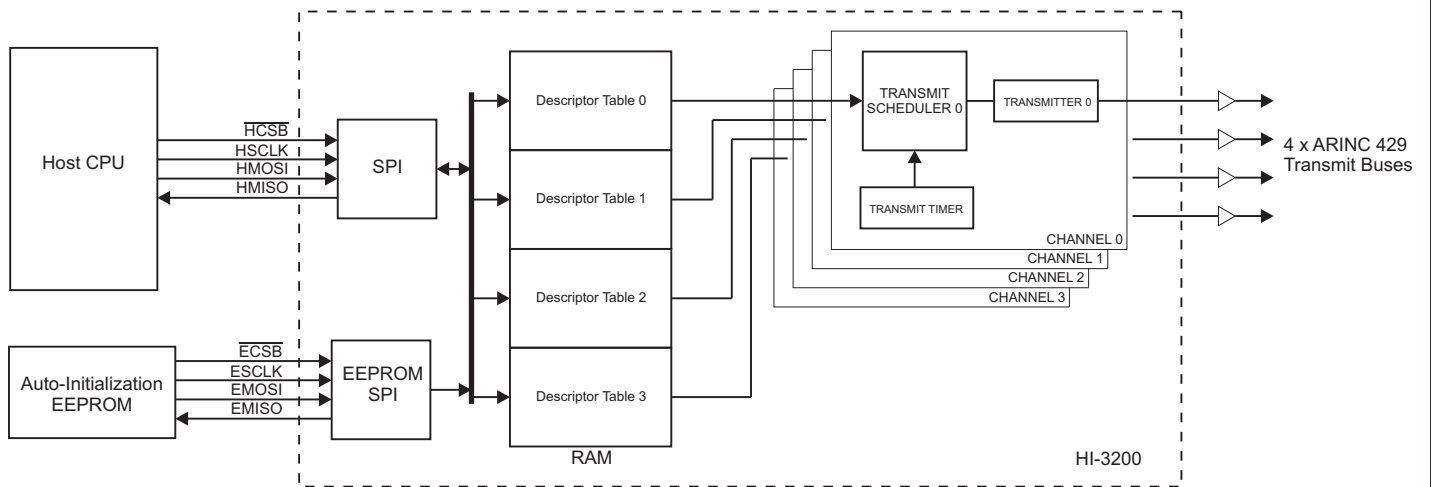 Host CPU
HCSB
HSCLK
HMOSI
HMISO
SPI
Auto-Initialization
EEPROM
ECSB
ESCLK
EMOSI
EMISO
EEPROM
SPI
Descriptor Table 0
Descriptor Table 1
Descriptor Table 2
Descriptor Table 3
RAM
TRANSMIT
SCHEDULER 0
TRANSMITTER 0
TRANSMIT TIMER
CHANNEL 0
CHANNEL 1
CHANNEL 2
CHANNEL 3
4 x ARINC 429
Transmit Buses
HI-3200